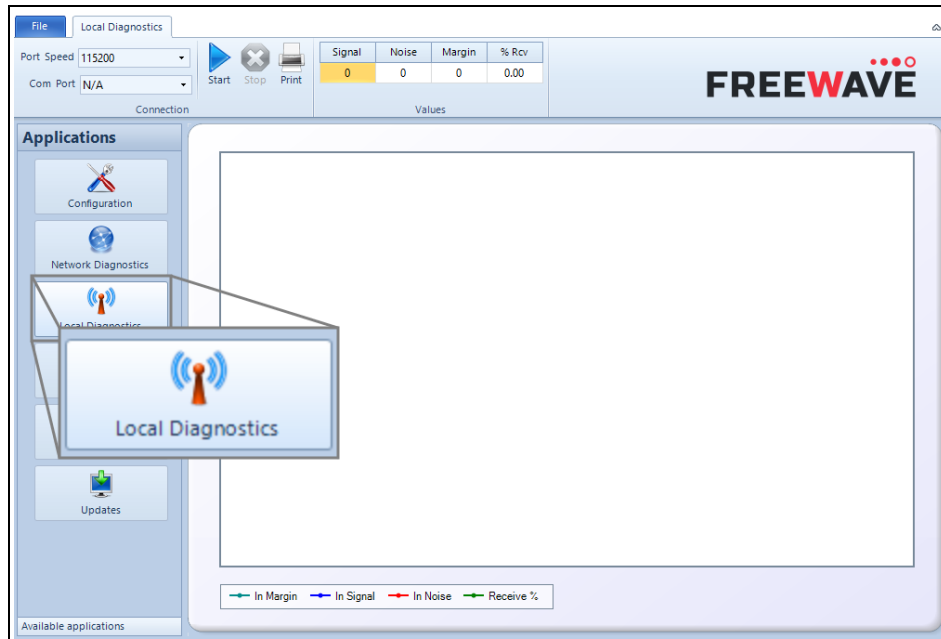 File Local Diagnostics
Port Speed 115200
Com Port N/A
Start Stop Print
Connection
Signal Noise Margin % Rcv
0 0 0 0.00
Values
FREEWAVE
Applications
Configuration
Network Diagnostics
Local Diagnostics
Local Diagnostics
Updates
In Margin In Signal In Noise Receive %
Available applications